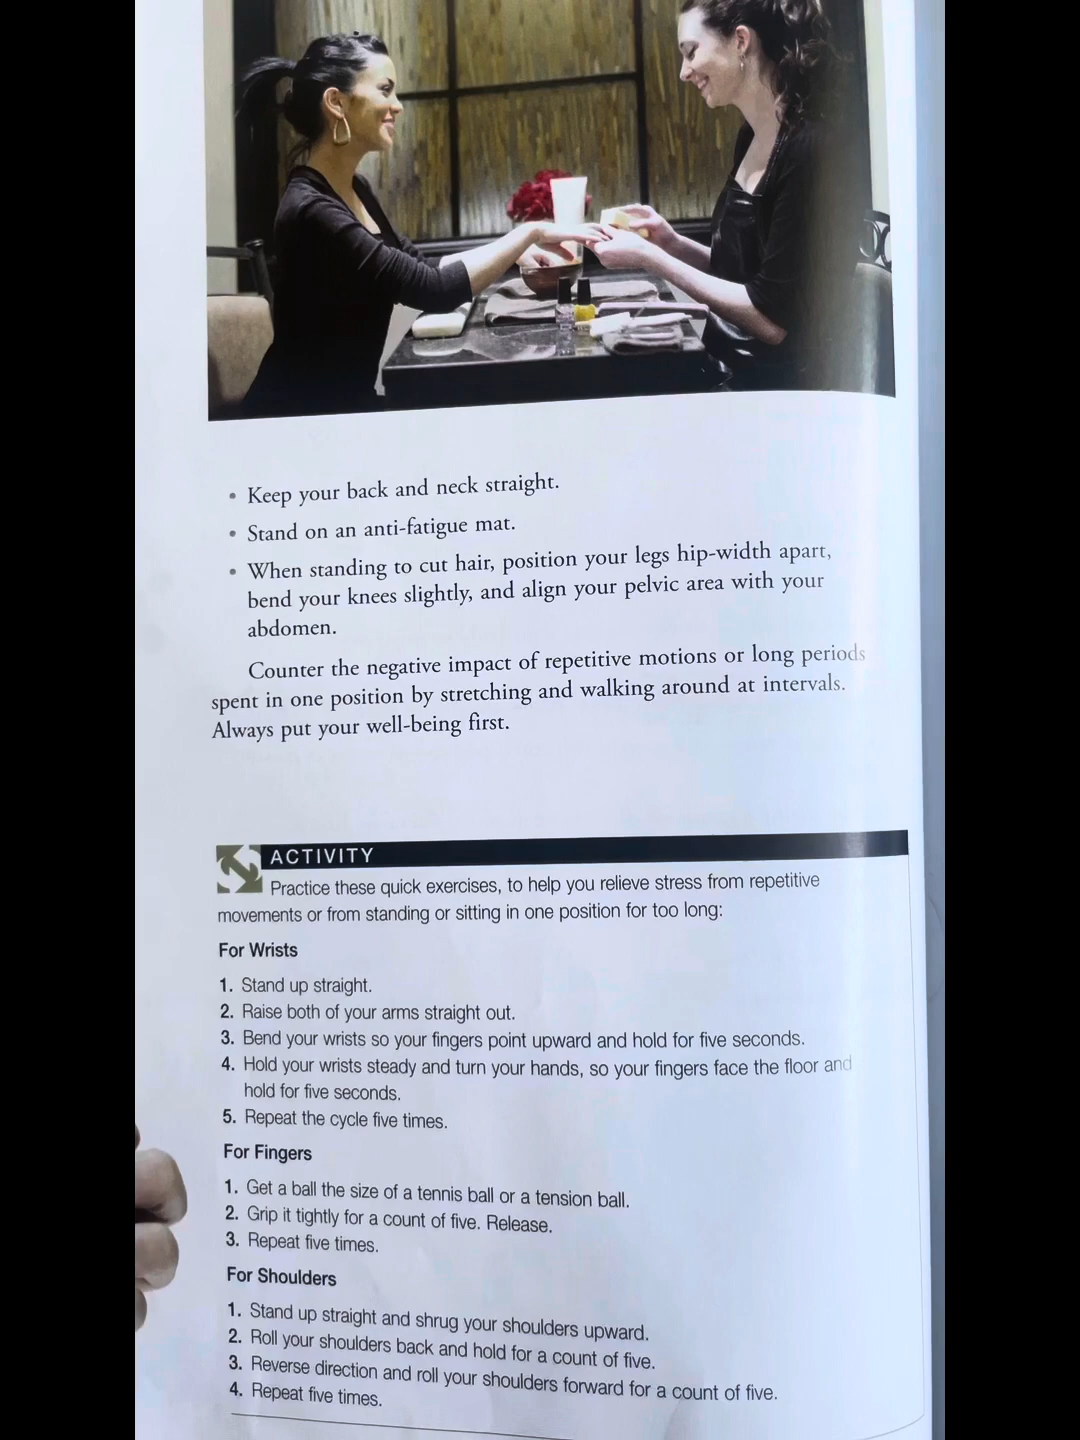 • Keep your back and neck straight.
• Stand on an anti-fatigue mat.
• When standing to cut hair, position your legs hip-width apart,
bend your knees slightly, and align your pelvic area with your
abdomen.
Counter the negative impact of repetitive motions or long periods
spent in one position by stretching and walking around at intervals.
Always put your well-being first.
ACTIVITY
Practice these quick exercises, to help you relieve stress from repetitive
movements or from standing or sitting in one position for too long:
For Wrists
1. Stand up straight.
2. Raise both of your arms straight out.
3. Bend your wrists so your fingers point upward and hold for five seconds.
4. Hold your wrists steady and turn your hands, so your fingers face the floor and
hold for five seconds.
5. Repeat the cycle five times.
For Fingers
1. Get a ball the size of a tennis ball or a tension ball.
2. Grip it tightly for a count of five. Release.
3. Repeat five times.
For Shoulders
1. Stand up straight and shrug your shoulders upward.
2. Roll your shoulders back and hold for a count of five.
3. Reverse direction and roll your shoulders forward for a count of five.
4. Repeat five times.